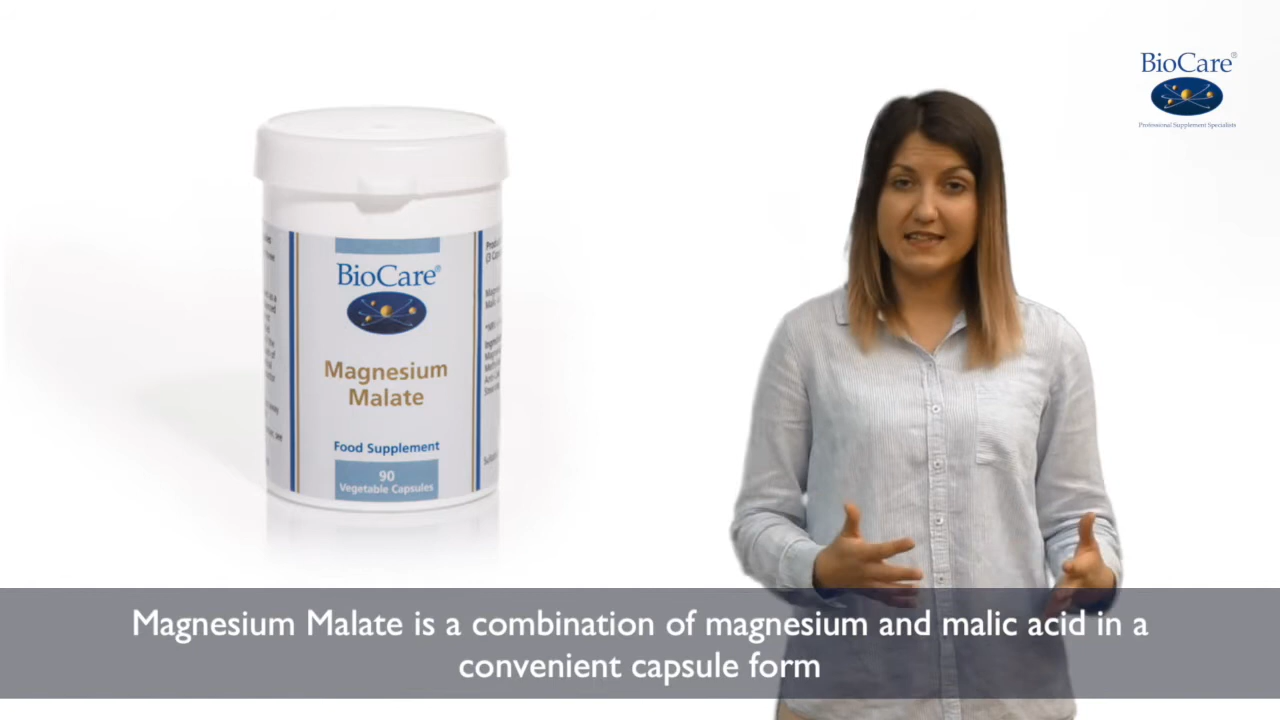 BioCare®
Professional Supplement Specialists
BioCare®
Magnesium
Malate
Food Supplement
90
Vegetable Capsules
Magnesium Malate is a combination of magnesium and malic acid in a
convenient capsule form